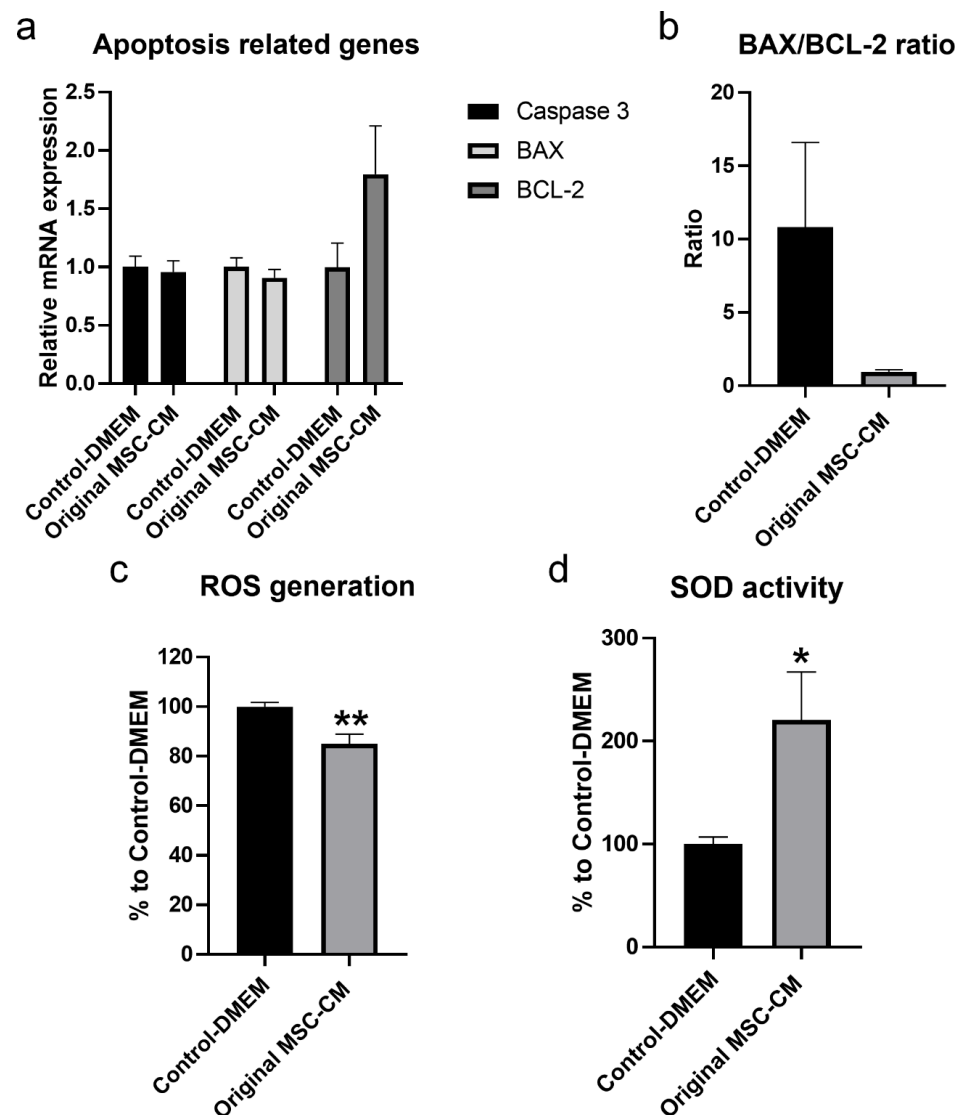 a
Apoptosis related genes
Relative mRNA expression
2.5
2.0
1.5
1.0
0.5
0.0
Control-DMEM
Original MSC-CM
Control-DMEM
Original MSC-CM
Control-DMEM
Original MSC-CM
Caspase 3
BAX
BCL-2
b
BAX/BCL-2 ratio
Ratio
20
15
10
5
0
Control-DMEM
Original MSC-CM
c
ROS generation
% to Control-DMEM
120
100
80
60
40
20
0
**
Control-DMEM
Original MSC-CM
d
SOD activity
% to Control-DMEM
300
200
100
0
*
Control-DMEM
Original MSC-CM